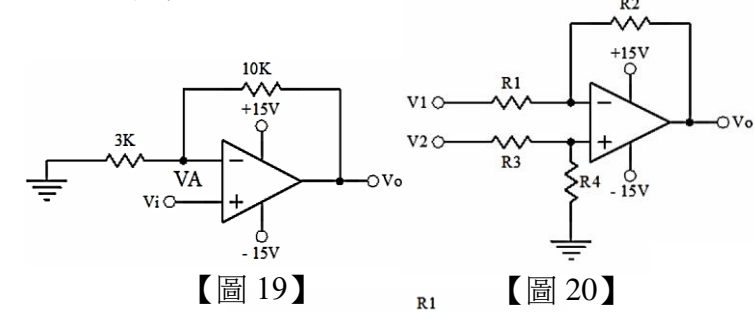 10K
+15V
3K
VA
Vi
Vo
- 15V
【圖 19】
R2
+15V
V1
R1
V2
R3
R4
Vo
- 15V
【圖 20】
R1